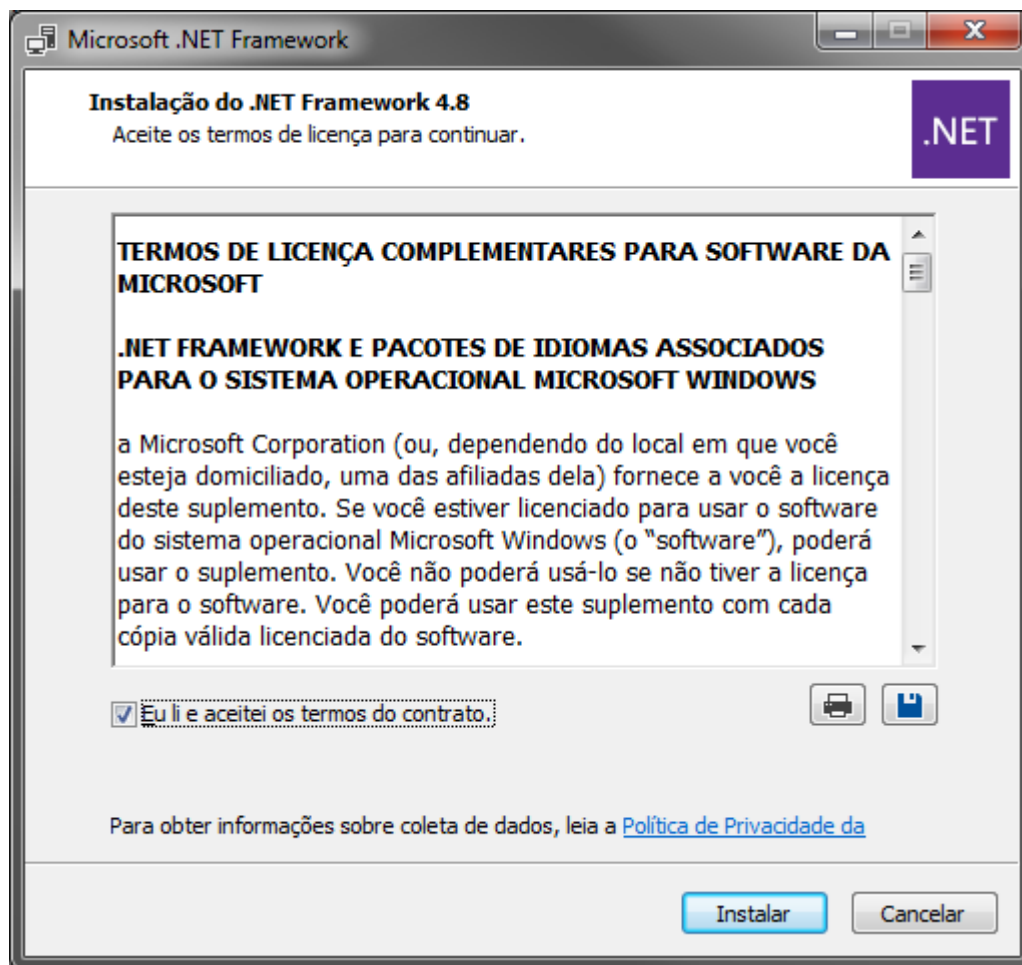 Microsoft .NET Framework
Instalação do .NET Framework 4.8
Aceite os termos de licença para continuar.
.NET
TERMOS DE LICENÇA COMPLEMENTARES PARA SOFTWARE DA
MICROSOFT
.NET FRAMEWORK E PACOTES DE IDIOMAS ASSOCIADOS
PARA O SISTEMA OPERACIONAL MICROSOFT WINDOWS
a Microsoft Corporation (ou, dependendo do local em que você
esteja domiciliado, uma das afiliadas dela) fornece a você a licença
deste suplemento. Se você estiver licenciado para usar o software
do sistema operacional Microsoft Windows (o “software”), poderá
usar o suplemento. Você não poderá usá-lo se não tiver a licença
para o software. Você poderá usar este suplemento com cada
cópia válida licenciada do software.
Eu li e aceitei os termos do contrato.
Para obter informações sobre coleta de dados, leia a Política de Privacidade da
Instalar Cancelar